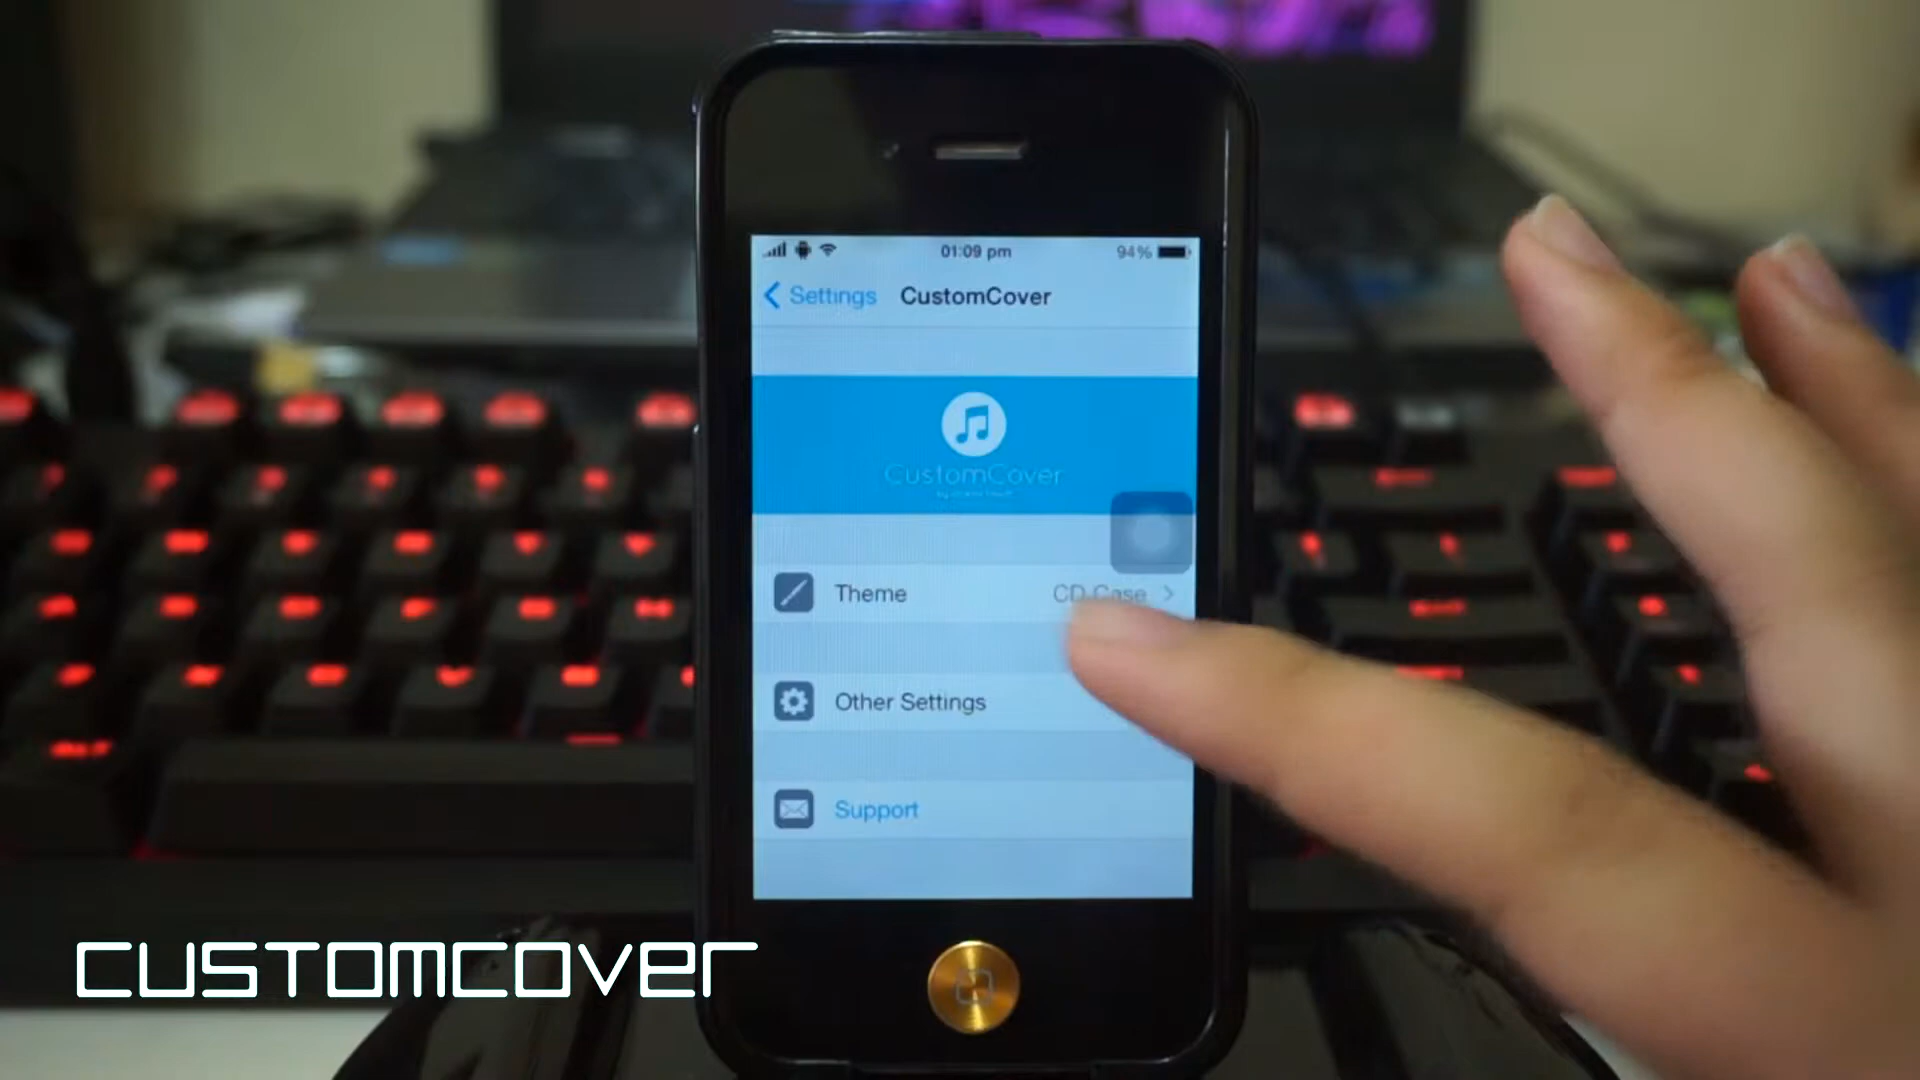 01:09 pm
94%
Settings
CustomCover
CustomCover
Theme
CD Case
Other Settings
Support
CUSTOMCOVER